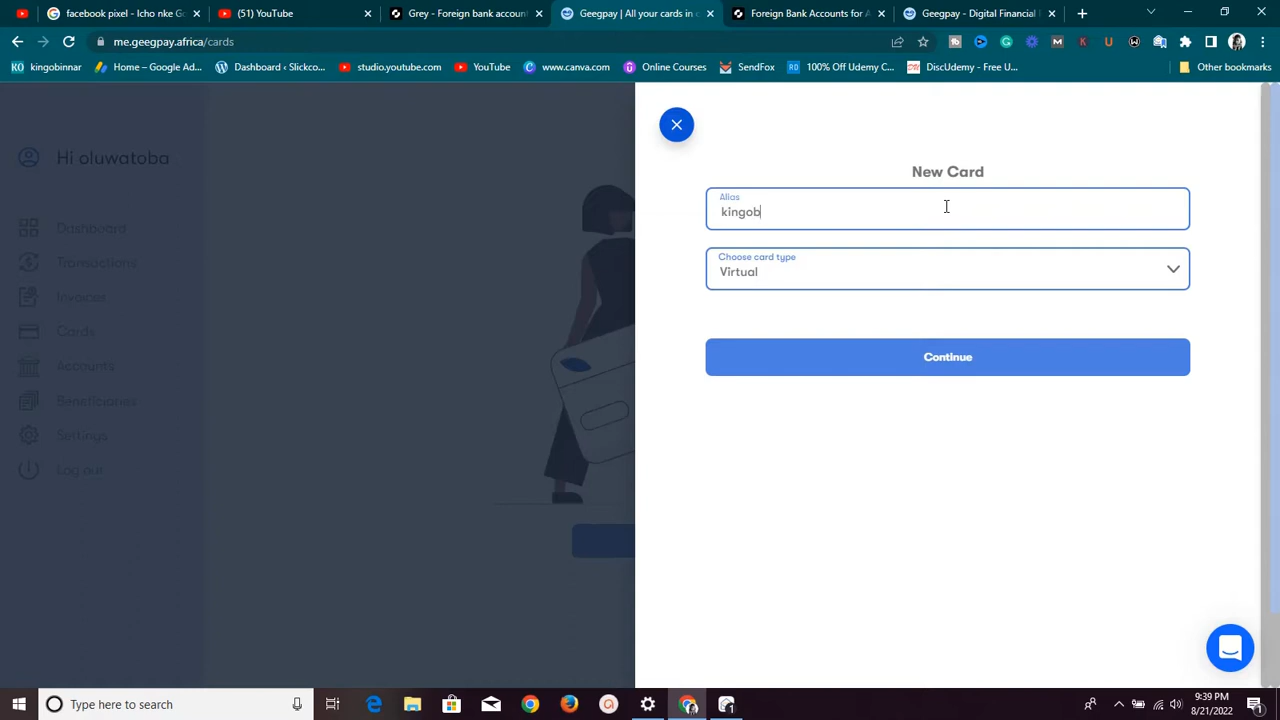 facebook pixel - Icho nke Go
(51) YouTube
Grey - Foreign bank account
Geegpay | All your cards in o
Foreign Bank Accounts for A
Geegpay - Digital Financial P
me.geegpay.africa/cards
kingobinnar
Home – Google Ad...
Dashboard ‹ Slickco...
studio.youtube.com
YouTube
www.canva.com
Online Courses
SendFox
100% Off Udemy C...
DiscUdemy - Free U...
Other bookmarks
Hi oluwatoba
Dashboard
Transactions
Invoices
Cards
Accounts
Beneficiaries
Settings
Log out
New Card
Alias
kingob
Choose card type
Virtual
Continue
Type here to search
9:39 PM
8/21/2022